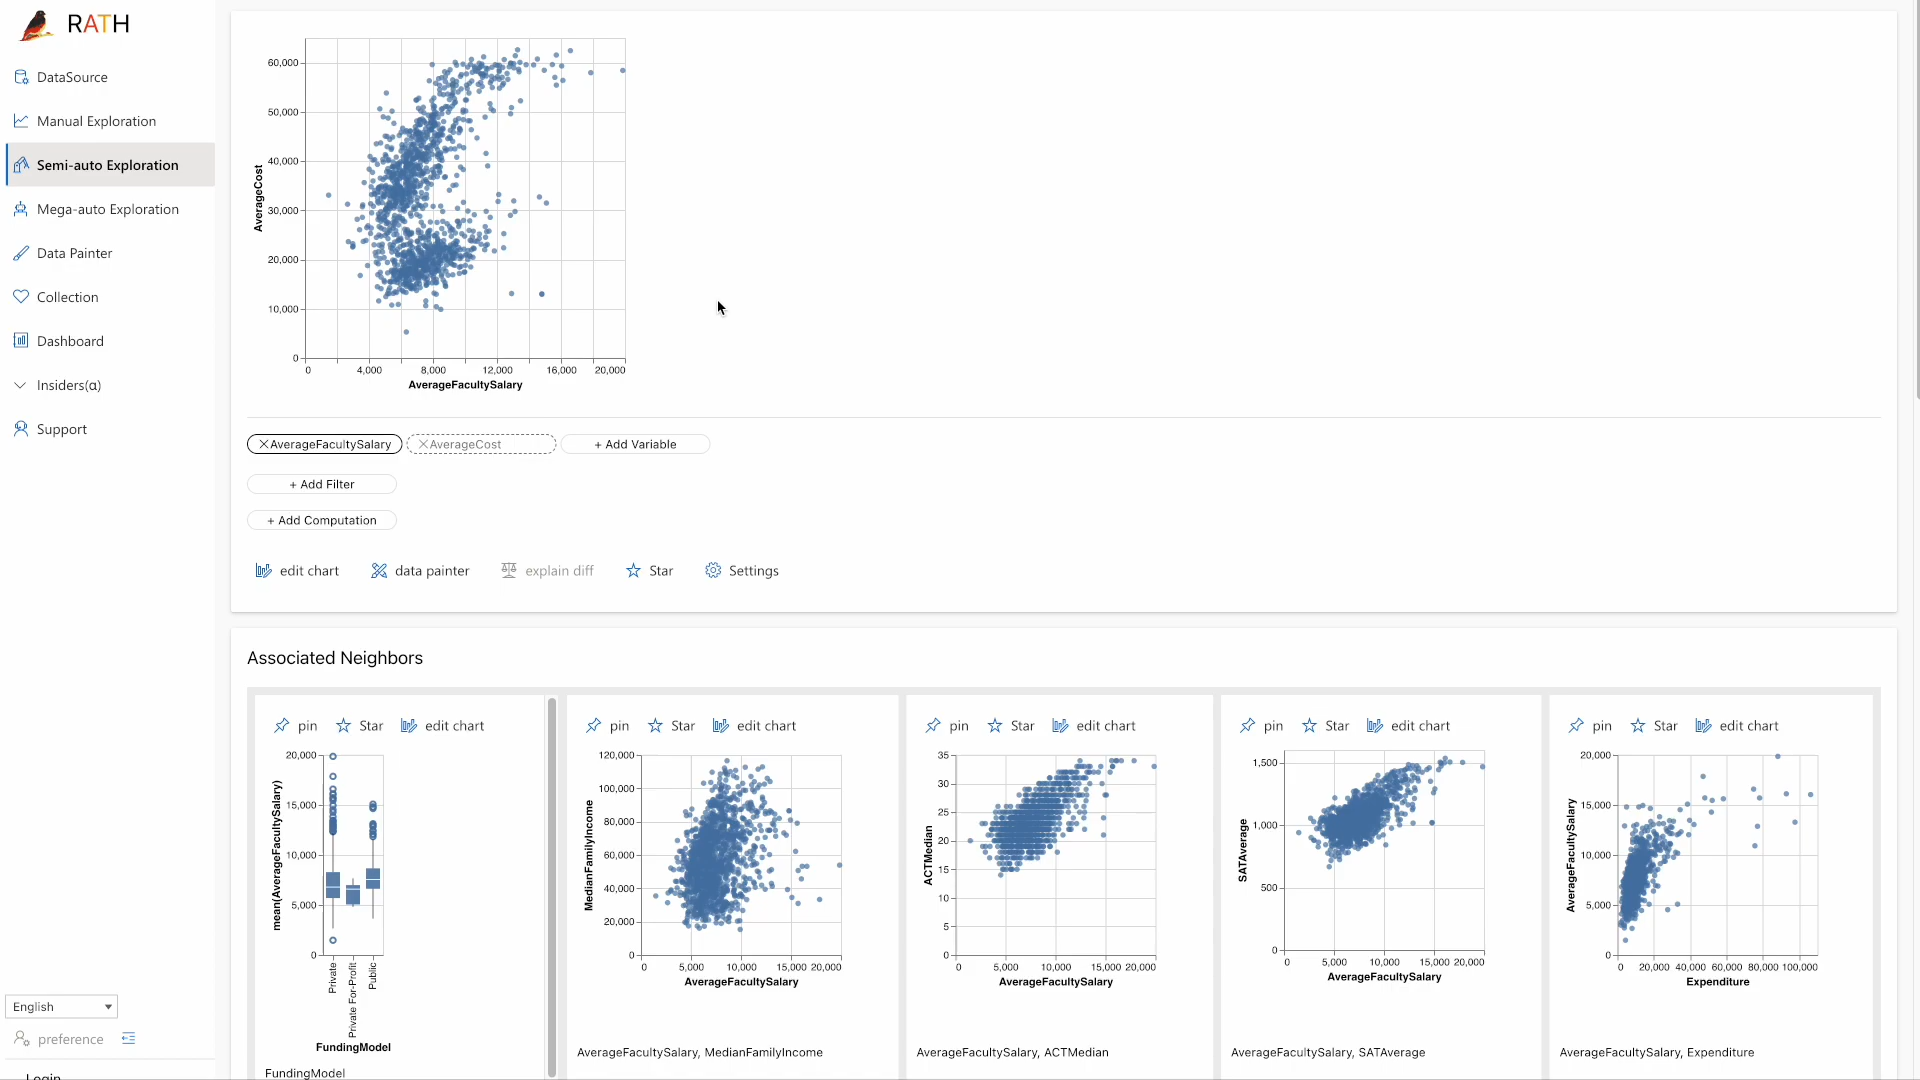 RATH
DataSource
Manual Exploration
Semi-auto Exploration
Mega-auto Exploration
Data Painter
Collection
Dashboard
Insiders(α)
Support
English
preference
Login
60,000
50,000
40,000
30,000
20,000
10,000
0
AverageCost
0 4,000 8,000 12,000 16,000 20,000
AverageFacultySalary
AverageFacultySalary AverageCost + Add Variable
+ Add Filter
+ Add Computation
edit chart data painter explain diff Star Settings
Associated Neighbors
pin Star edit chart
20,000
15,000
10,000
5,000
0
mean(AverageFacultySalary)
Private
Private For-Profit
Public
FundingModel
FundingModel
pin Star edit chart
120,000
100,000
80,000
60,000
40,000
20,000
0
MedianFamilyIncome
0 5,000 10,000 15,000 20,000
AverageFacultySalary
AverageFacultySalary, MedianFamilyIncome
pin Star edit chart
35
30
25
20
15
10
5
0
ACTMedian
0 5,000 10,000 15,000 20,000
AverageFacultySalary
AverageFacultySalary, ACTMedian
pin Star edit chart
1,500
1,000
500
0
SATAverage
0 5,000 10,000 15,000 20,000
AverageFacultySalary
AverageFacultySalary, SATAverage
pin Star edit chart
20,000
15,000
10,000
5,000
0
AverageFacultySalary
0 20,000 40,000 60,000 80,000 100,000
Expenditure
AverageFacultySalary, Expenditure